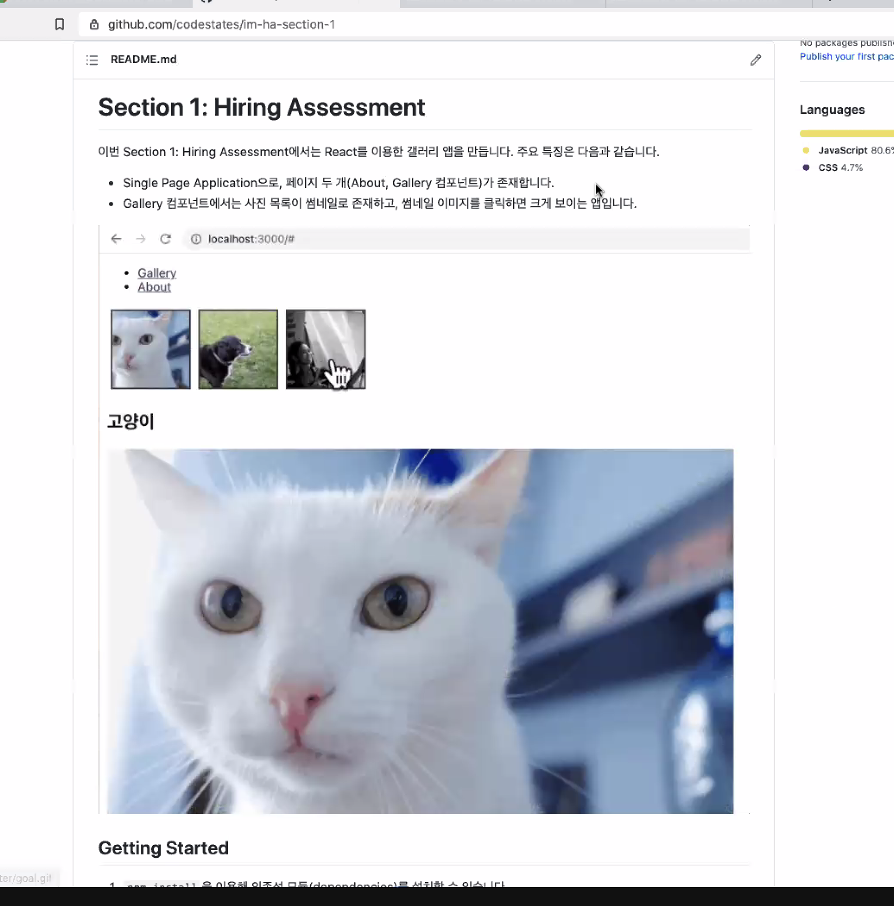 github.com/codestates/im-ha-section-1
No packages publish
Publish your first pac
README.md
Languages
JavaScript 80.6%
CSS 4.7%
Section 1: Hiring Assessment
이번 Section 1: Hiring Assessment에서는 React를 이용한 갤러리 앱을 만듭니다. 주요 특징은 다음과 같습니다.
Single Page Application으로, 페이지 두 개(About, Gallery 컴포넌트)가 존재합니다.
Gallery 컴포넌트에서는 사진 목록이 썸네일로 존재하고, 썸네일 이미지를 클릭하면 크게 보이는 앱입니다.
localhost:3000/#
Gallery
About
고양이
Getting Started
ter/goal.gif
1. npm install 을 이용해 의존성 모듈(dependencies)를 설치할 수 있습니다.